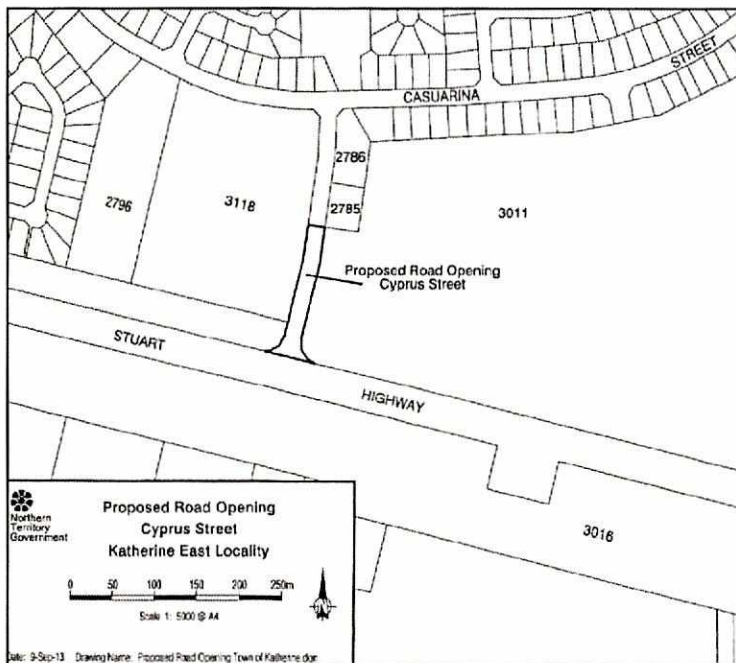 CASUARINA
STREET
2786
2785
2796
3118
3011
Proposed Road Opening
Cyprus Street
STUART
HIGHWAY
3016
Northern
Territory
Government
Proposed Road Opening
Cyprus Street
Katherine East Locality
0 50 100 150 200 250m
Scale 1: 5000 @ A4
Date: 9-Sep-13 Drawing Name: Proposed Road Opening Town of Katherine.dgn